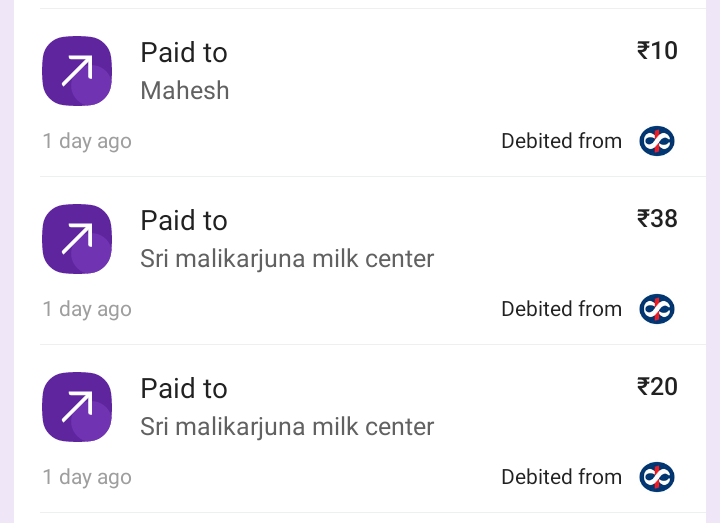 Paid to
₹10
Mahesh
1 day ago
Debited from
Paid to
₹38
Sri malikarjuna milk center
1 day ago
Debited from
Paid to
₹20
Sri malikarjuna milk center
1 day ago
Debited from